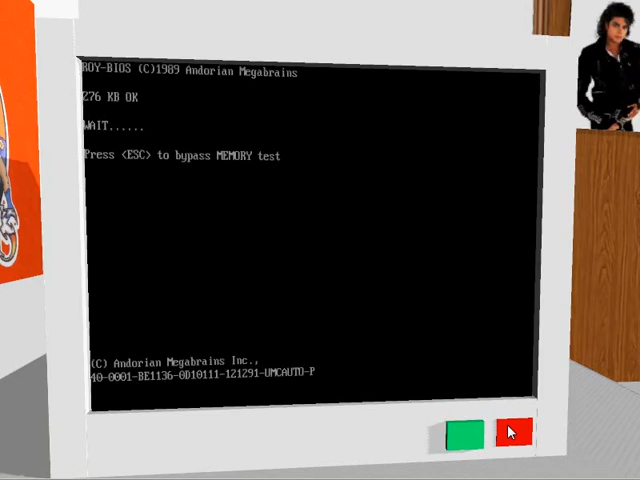 ROY-BIOS (C)1989 Andorian Megabrains
276 KB OK
WAIT......
Press <ESC> to bypass MEMORY test
(C) Andorian Megabrains Inc.,
40-0001-BE1136-0D10111-121291-UMCAUTO-P